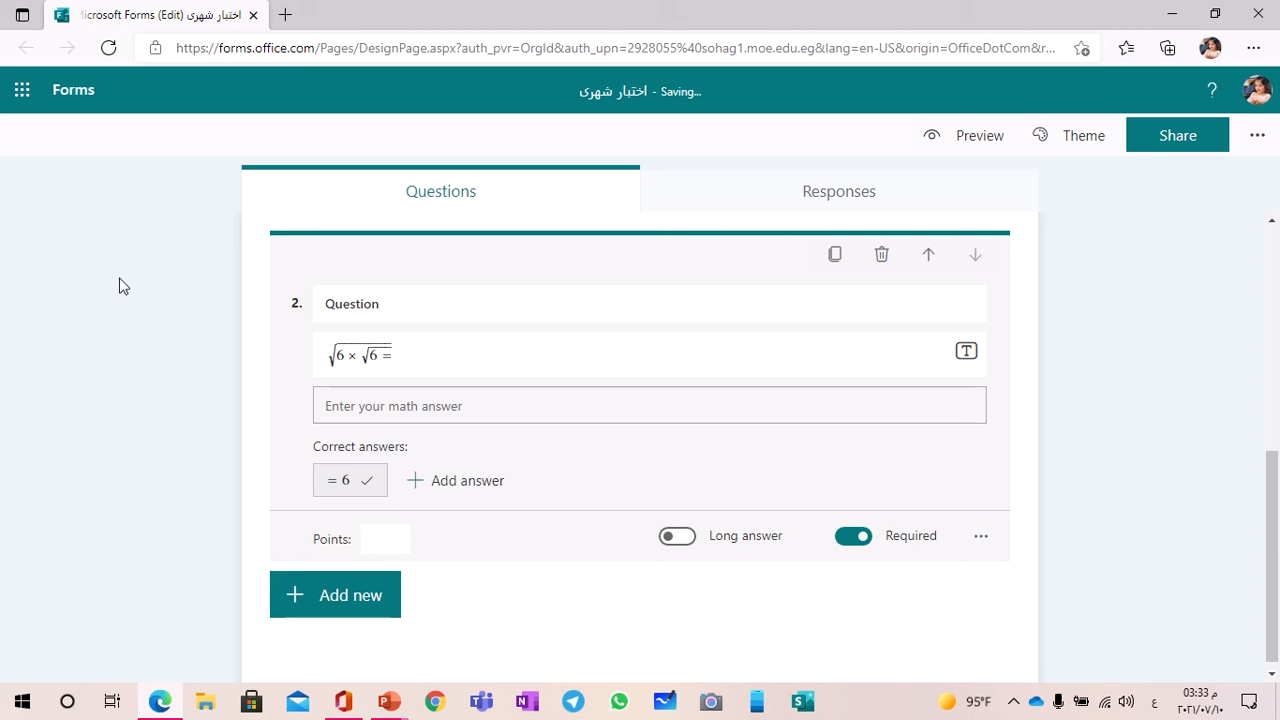 Microsoft Forms (Edit) اختبار شهري
https://forms.office.com/Pages/DesignPage.aspx?auth_pvr=OrgId&auth_upn=2928055%40sohag1.moe.edu.eg&lang=en-US&origin=OfficeDotCom&r...
Forms
اختبار شهري - Saving...
?
Preview
Theme
Share
Questions
Responses
2. Question
√6 × √6 =
T
Enter your math answer
Correct answers:
= 6
Add answer
Points:
Long answer
Required
Add new
95°F
ع
03:33 م
٢٠٢١/٠٧/١٠